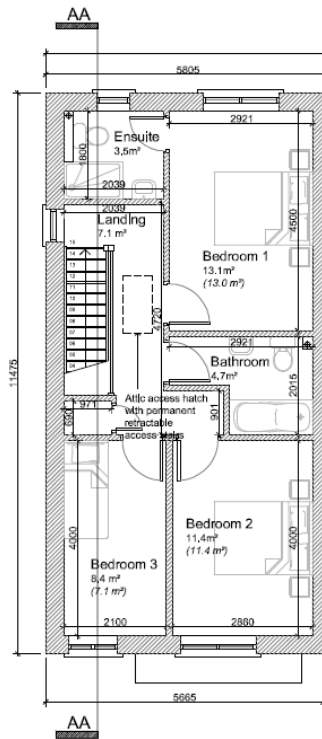 AA
5805
Ensuite
3,5m²
2921
1800
2039
2039
Landing
7.1 m²
4500
Bedroom 1
13.1m²
(13.0 m²)
4720
2921
Bathroom
4.7m²
2015
11475
971
690
Attic access hatch
with permanent
retractable
access stairs
901
Bedroom 2
11,4m²
(11.4 m²)
4000
4000
Bedroom 3
8,4 m²
(7.1 m²)
2100
2860
5665
AA